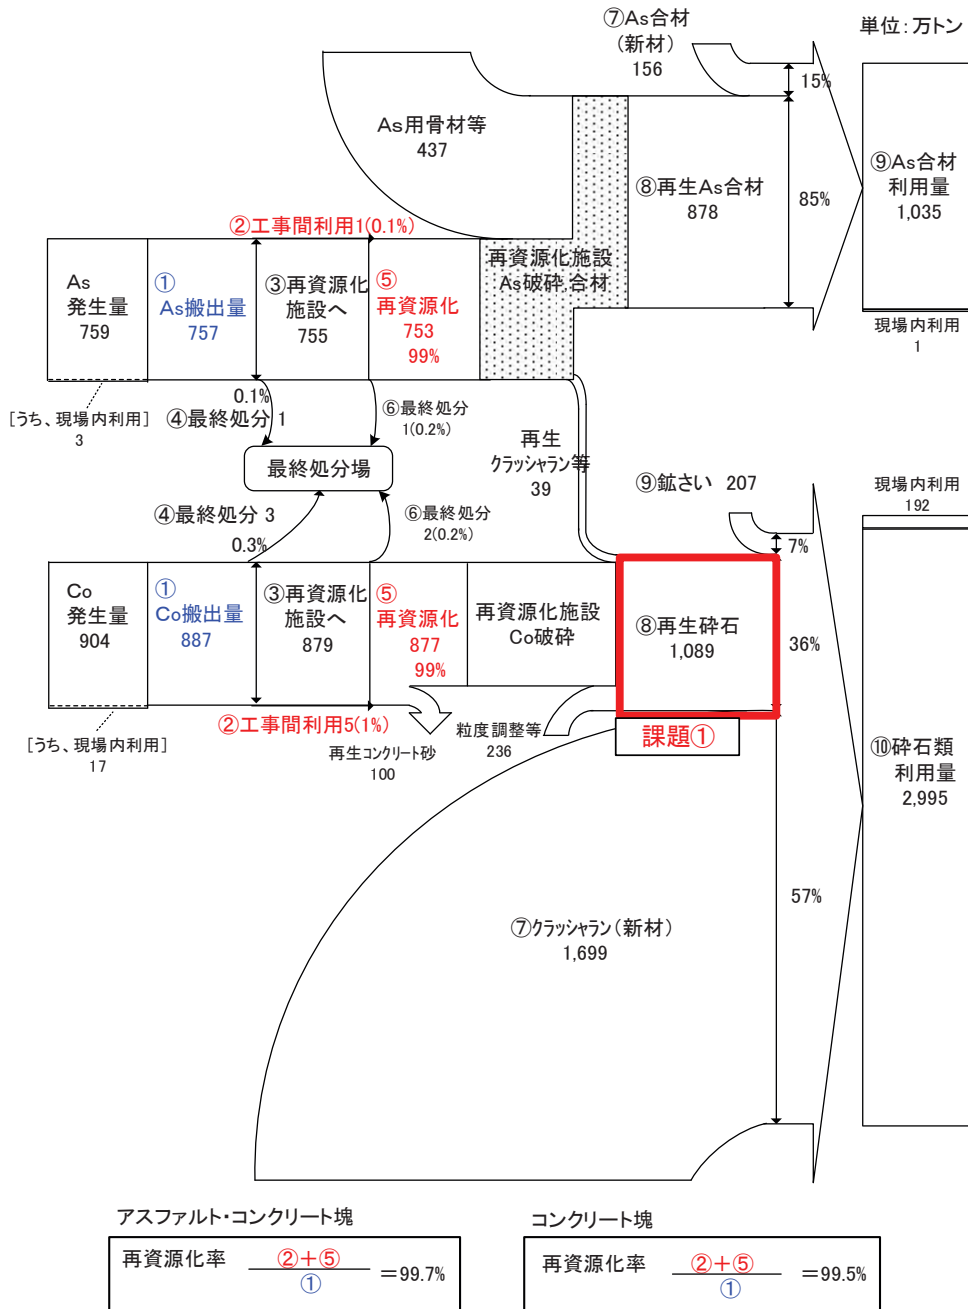 単位：万トン
⑦As合材
(新材)
156
15%
As用骨材等
437
⑧再生As合材
878
85%
⑨As合材
利用量
1,035
②工事間利用1(0.1%)
As
発生量
759
①
As搬出量
757
③再資源化
施設へ
755
⑤
再資源化
753
99%
再資源化施設
As破砕,合材
現場内利用
1
[うち、現場内利用]
3
0.1%
④最終処分 1
⑥最終処分
1(0.2%)
最終処分場
再生
クラッシャラン等
39
⑨鉱さい 207
現場内利用
192
④最終処分 3
0.3%
⑥最終処分
2(0.2%)
7%
Co
発生量
904
①
Co搬出量
887
③再資源化
施設へ
879
⑤
再資源化
877
99%
再資源化施設
Co破砕
⑧再生砕石
1,089
36%
[うち、現場内利用]
17
②工事間利用5(1%)
再生コンクリート砂
100
粒度調整等
236
課題①
⑩砕石類
利用量
2,995
57%
⑦クラッシャラン(新材)
1,699
アスファルト・コンクリート塊
再資源化率 ②+⑤
① =99.7%
コンクリート塊
再資源化率 ②+⑤
① =99.5%